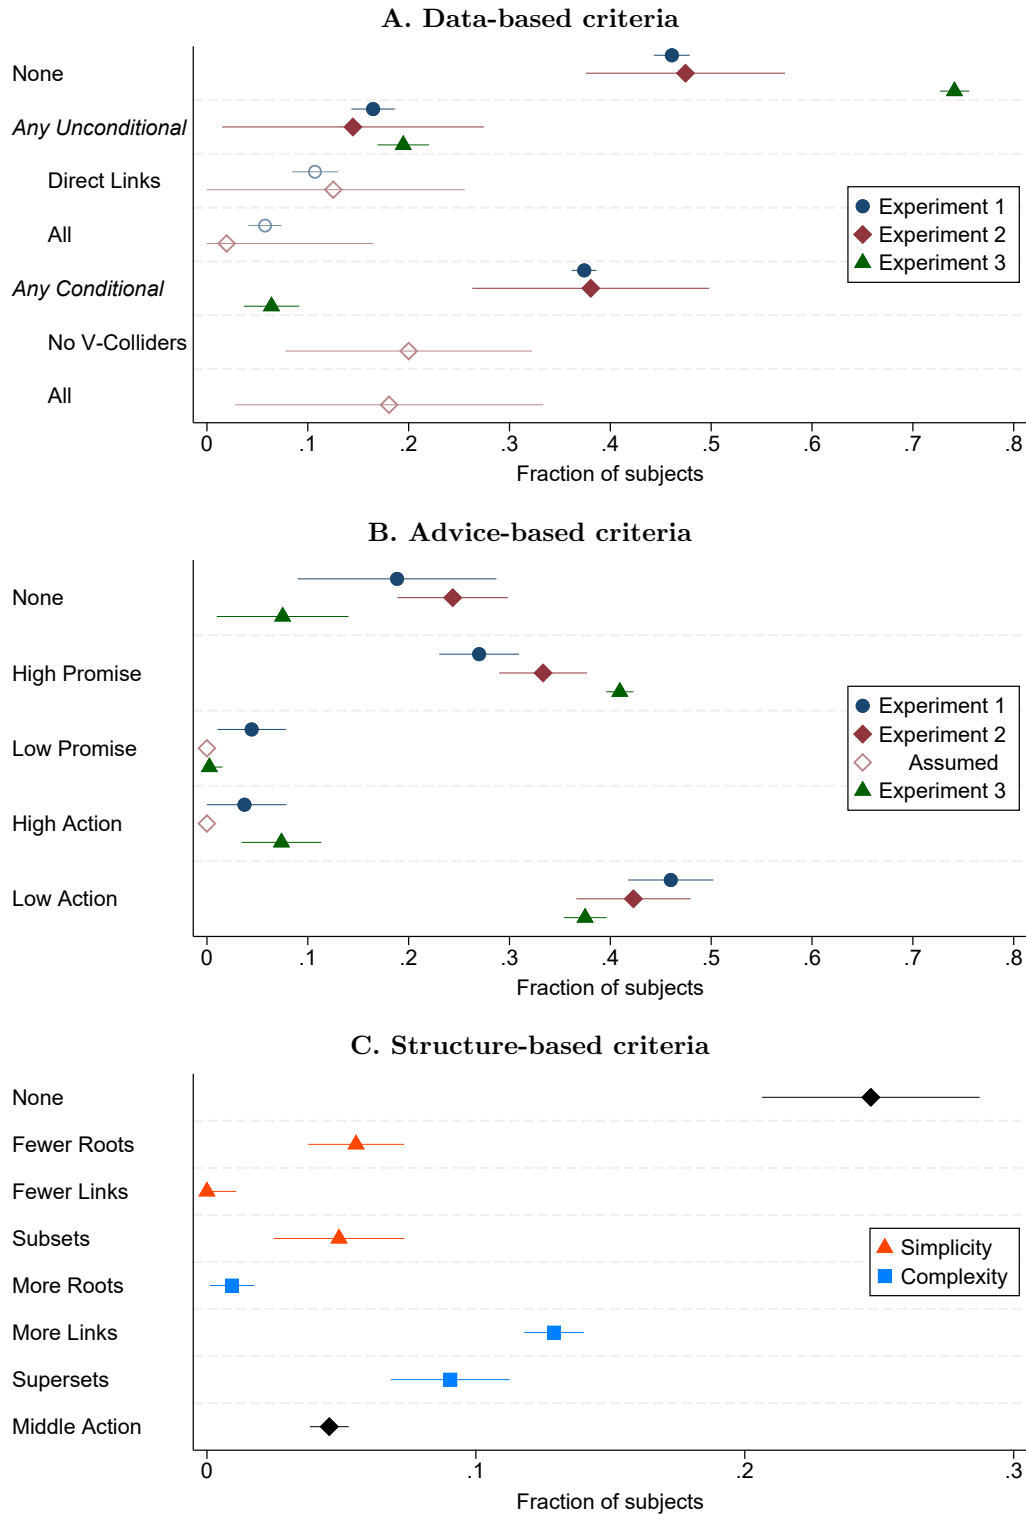 A. Data-based criteria
None
Any Unconditional
Direct Links
All
Any Conditional
No V-Colliders
All
Experiment 1
Experiment 2
Experiment 3
0 .1 .2 .3 .4 .5 .6 .7 .8
Fraction of subjects
B. Advice-based criteria
None
High Promise
Low Promise
High Action
Low Action
Experiment 1
Experiment 2
Assumed
Experiment 3
0 .1 .2 .3 .4 .5 .6 .7 .8
Fraction of subjects
C. Structure-based criteria
None
Fewer Roots
Fewer Links
Subsets
More Roots
More Links
Supersets
Middle Action
Simplicity
Complexity
0 .1 .2 .3
Fraction of subjects